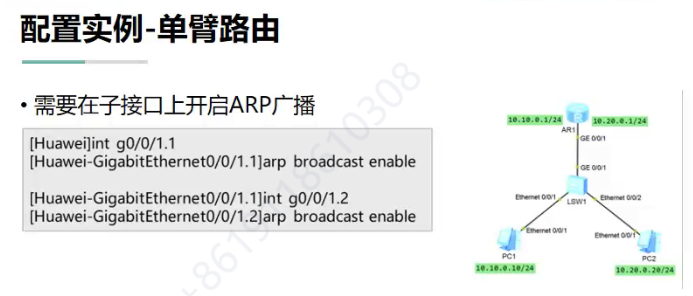 配置实例-单臂路由
• 需要在子接口上开启ARP广播
[Huawei]int g0/0/1.1
[Huawei-GigabitEthernet0/0/1.1]arp broadcast enable
[Huawei-GigabitEthernet0/0/1.1]int g0/0/1.2
[Huawei-GigabitEthernet0/0/1.2]arp broadcast enable
10.10.0.1/24
10.20.0.1/24
AR1
GE 0/0/1
GE 0/0/1
LSW1
Ethernet 0/0/1
Ethernet 0/0/2
Ethernet 0/0/1
Ethernet 0/0/1
PC1
PC2
10.10.0.10/24
10.20.0.20/24